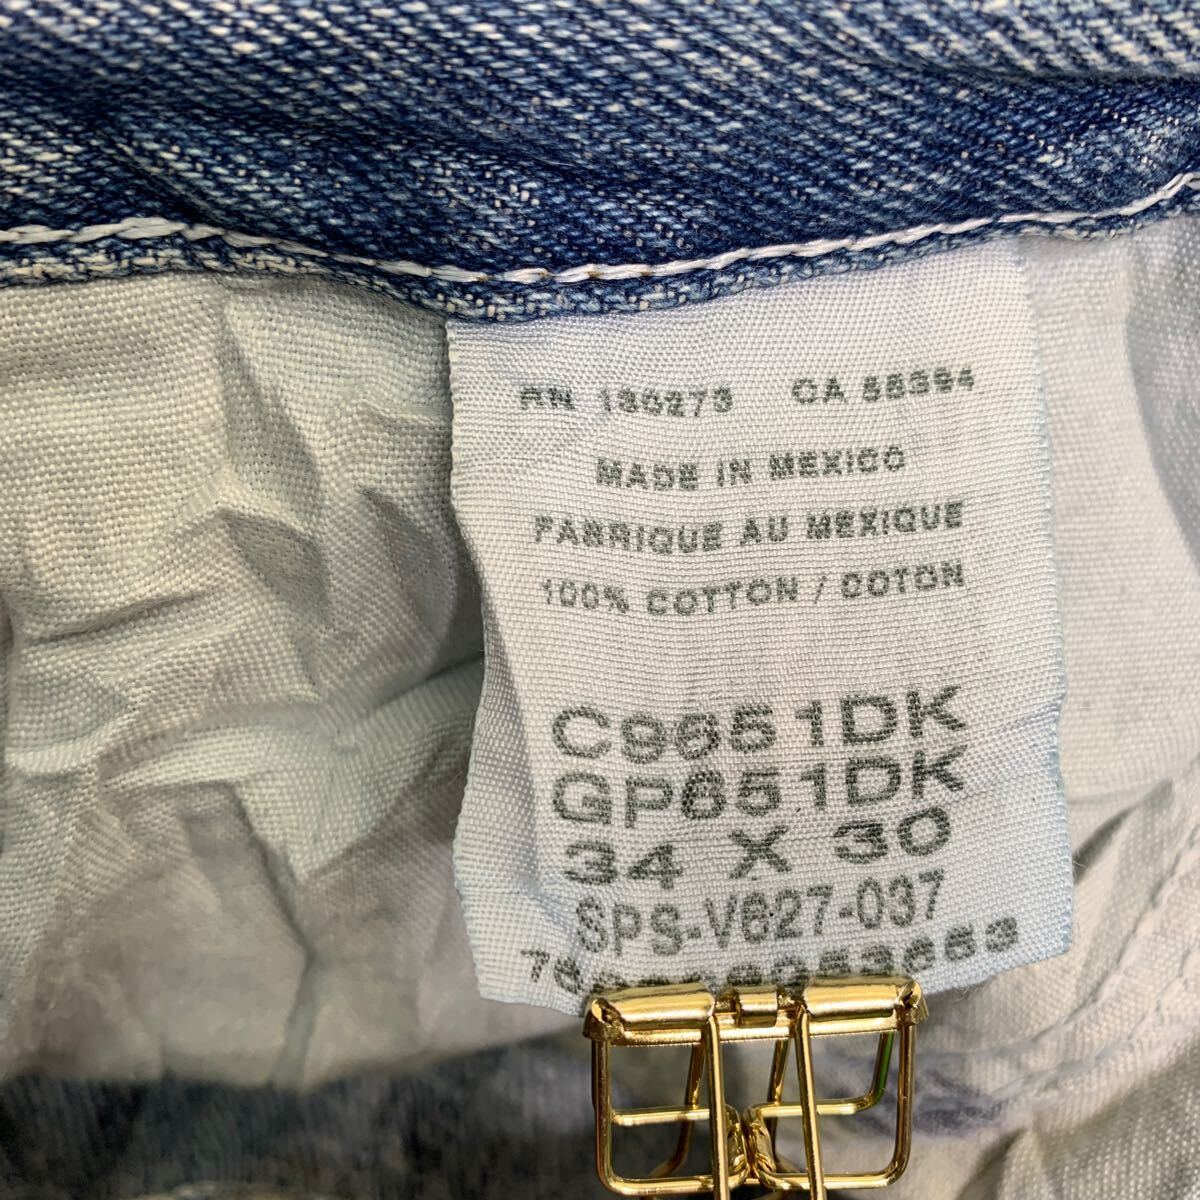 RN 130273 CA 55394
MADE IN MEXICO
FABRIQUE AU MEXIQUE
100% COTTON / COTON
C9651DK
GP651DK
34 X 30
SPS-V627-037